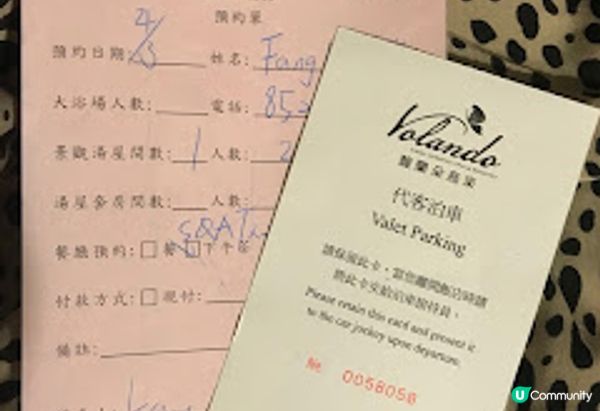 預約單
預約日期: 4/3 姓名: Fang
大浴場人數: 電話: 852
景觀湯屋間數: 1 人數: 2
湯屋套房間數: 人數:
餐廳預約: □餐 □下午茶
付款方式: □現付:
備註:
Volando
馥蘭朵烏來
代客泊車
Valet Parking
請保留此卡，當您離開飯店時請
將此卡交給泊車接待員。
Please retain this card and present it
to the car jockey upon departure.
№ 005805
U Community